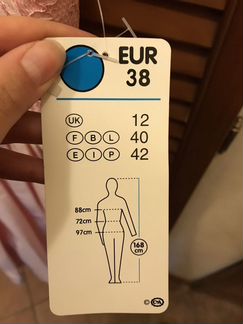 EUR
38
UK 12
F B L 40
E I P 42
88cm
72cm
97cm
168
cm
© C&A